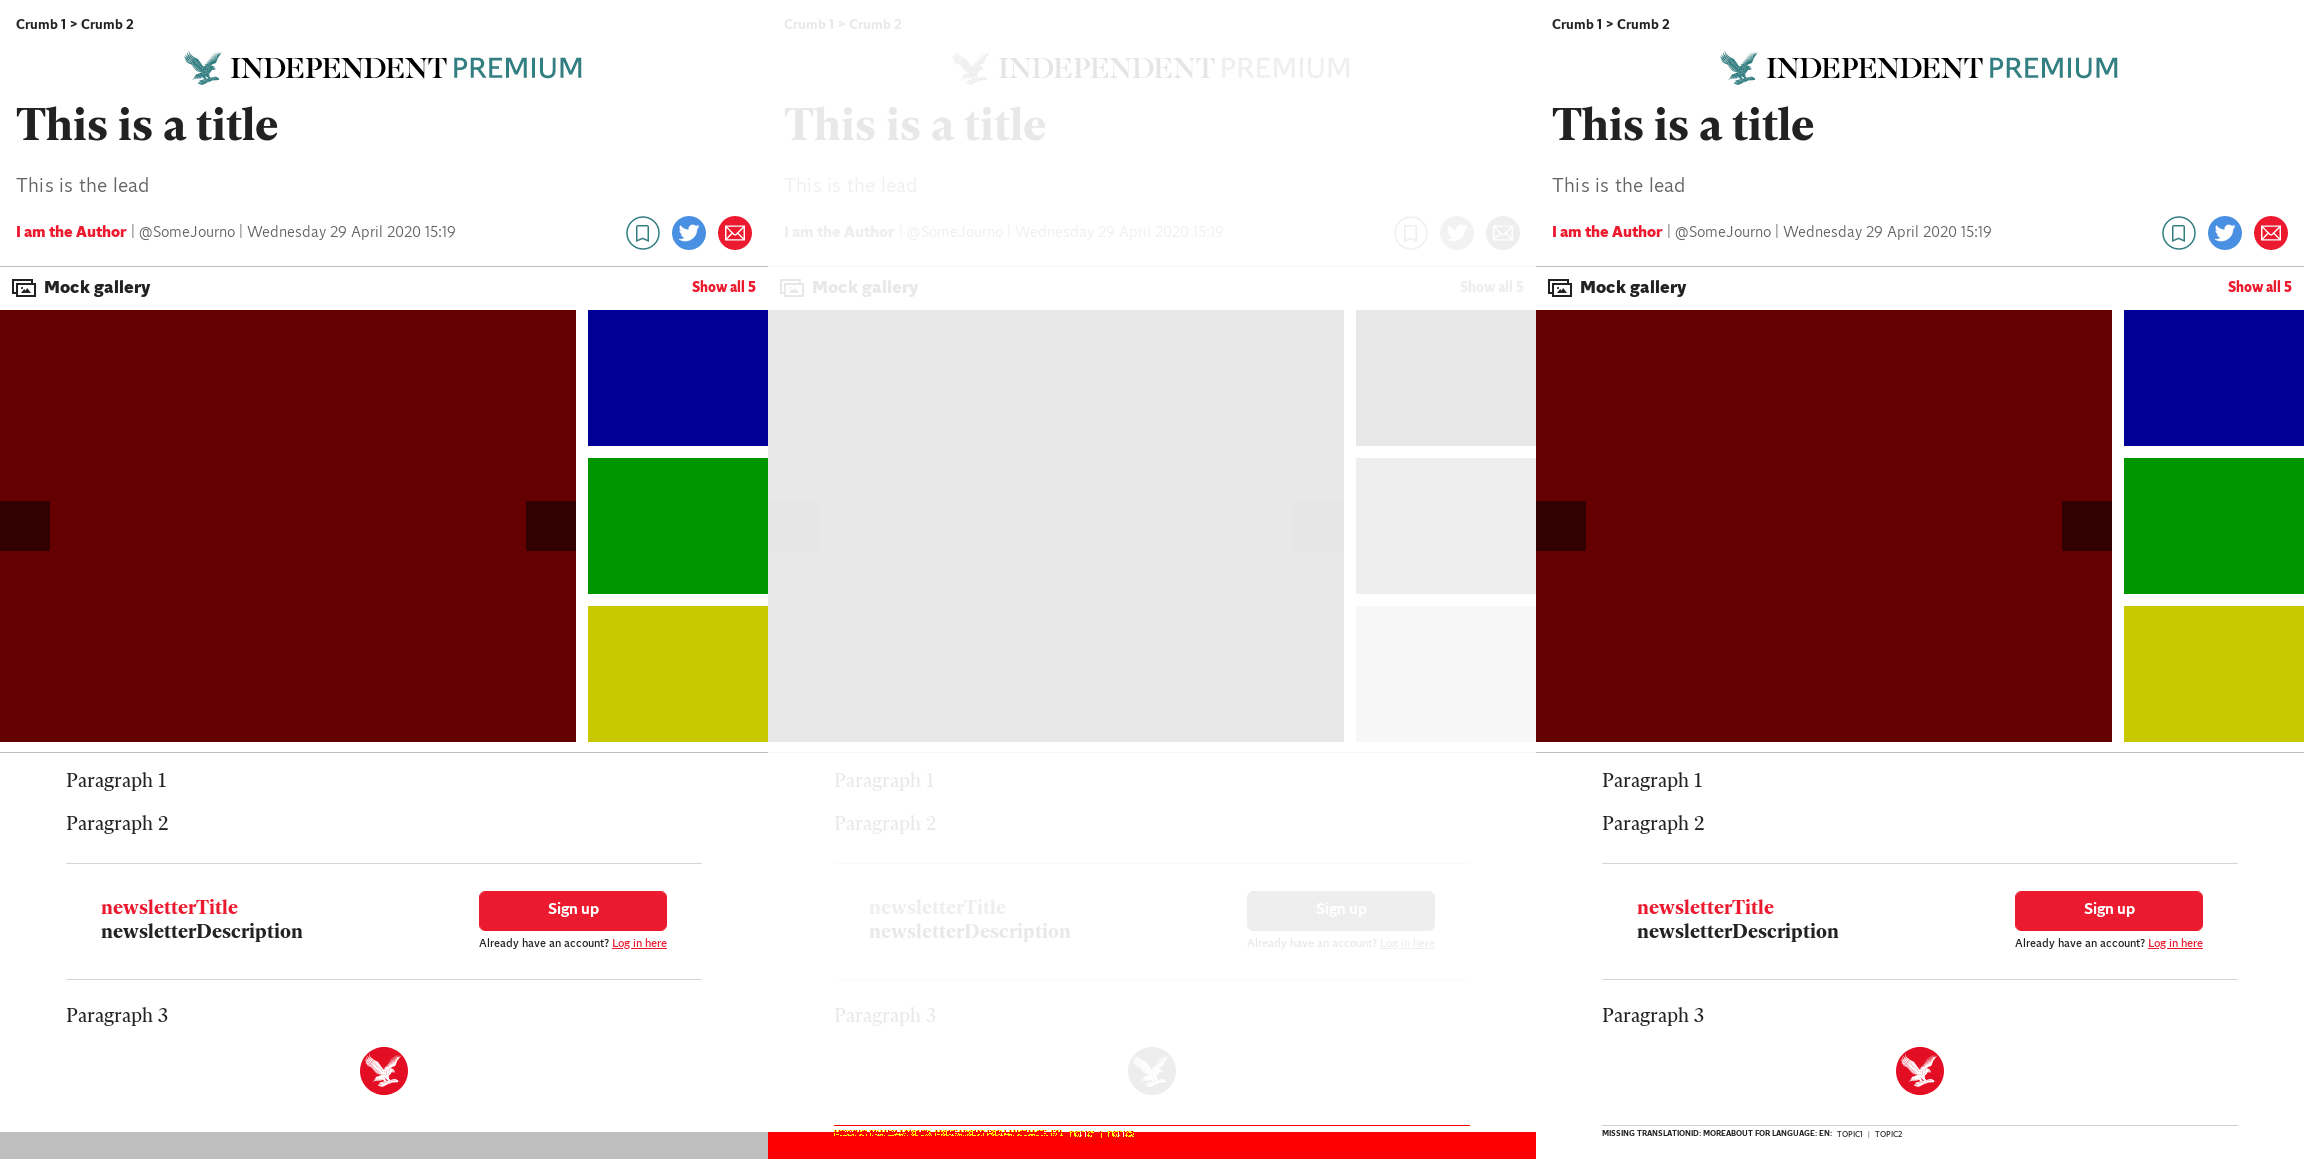 Crumb 1 > Crumb 2
INDEPENDENT PREMIUM
This is a title
This is the lead
I am the Author | @SomeJourno | Wednesday 29 April 2020 15:19
Mock gallery
Show all 5
Paragraph 1
Paragraph 2
newsletterTitle
newsletterDescription
Sign up
Already have an account? Log in here
Paragraph 3
Crumb 1 > Crumb 2
INDEPENDENT PREMIUM
This is a title
This is the lead
I am the Author | @SomeJourno | Wednesday 29 April 2020 15:19
Mock gallery
Show all 5
Paragraph 1
Paragraph 2
newsletterTitle
newsletterDescription
Sign up
Already have an account? Log in here
Paragraph 3
Crumb 1 > Crumb 2
INDEPENDENT PREMIUM
This is a title
This is the lead
I am the Author | @SomeJourno | Wednesday 29 April 2020 15:19
Mock gallery
Show all 5
Paragraph 1
Paragraph 2
newsletterTitle
newsletterDescription
Sign up
Already have an account? Log in here
Paragraph 3
MISSING TRANSLATIONID: MOREABOUT FOR LANGUAGE: EN: TOPIC1 | TOPIC2